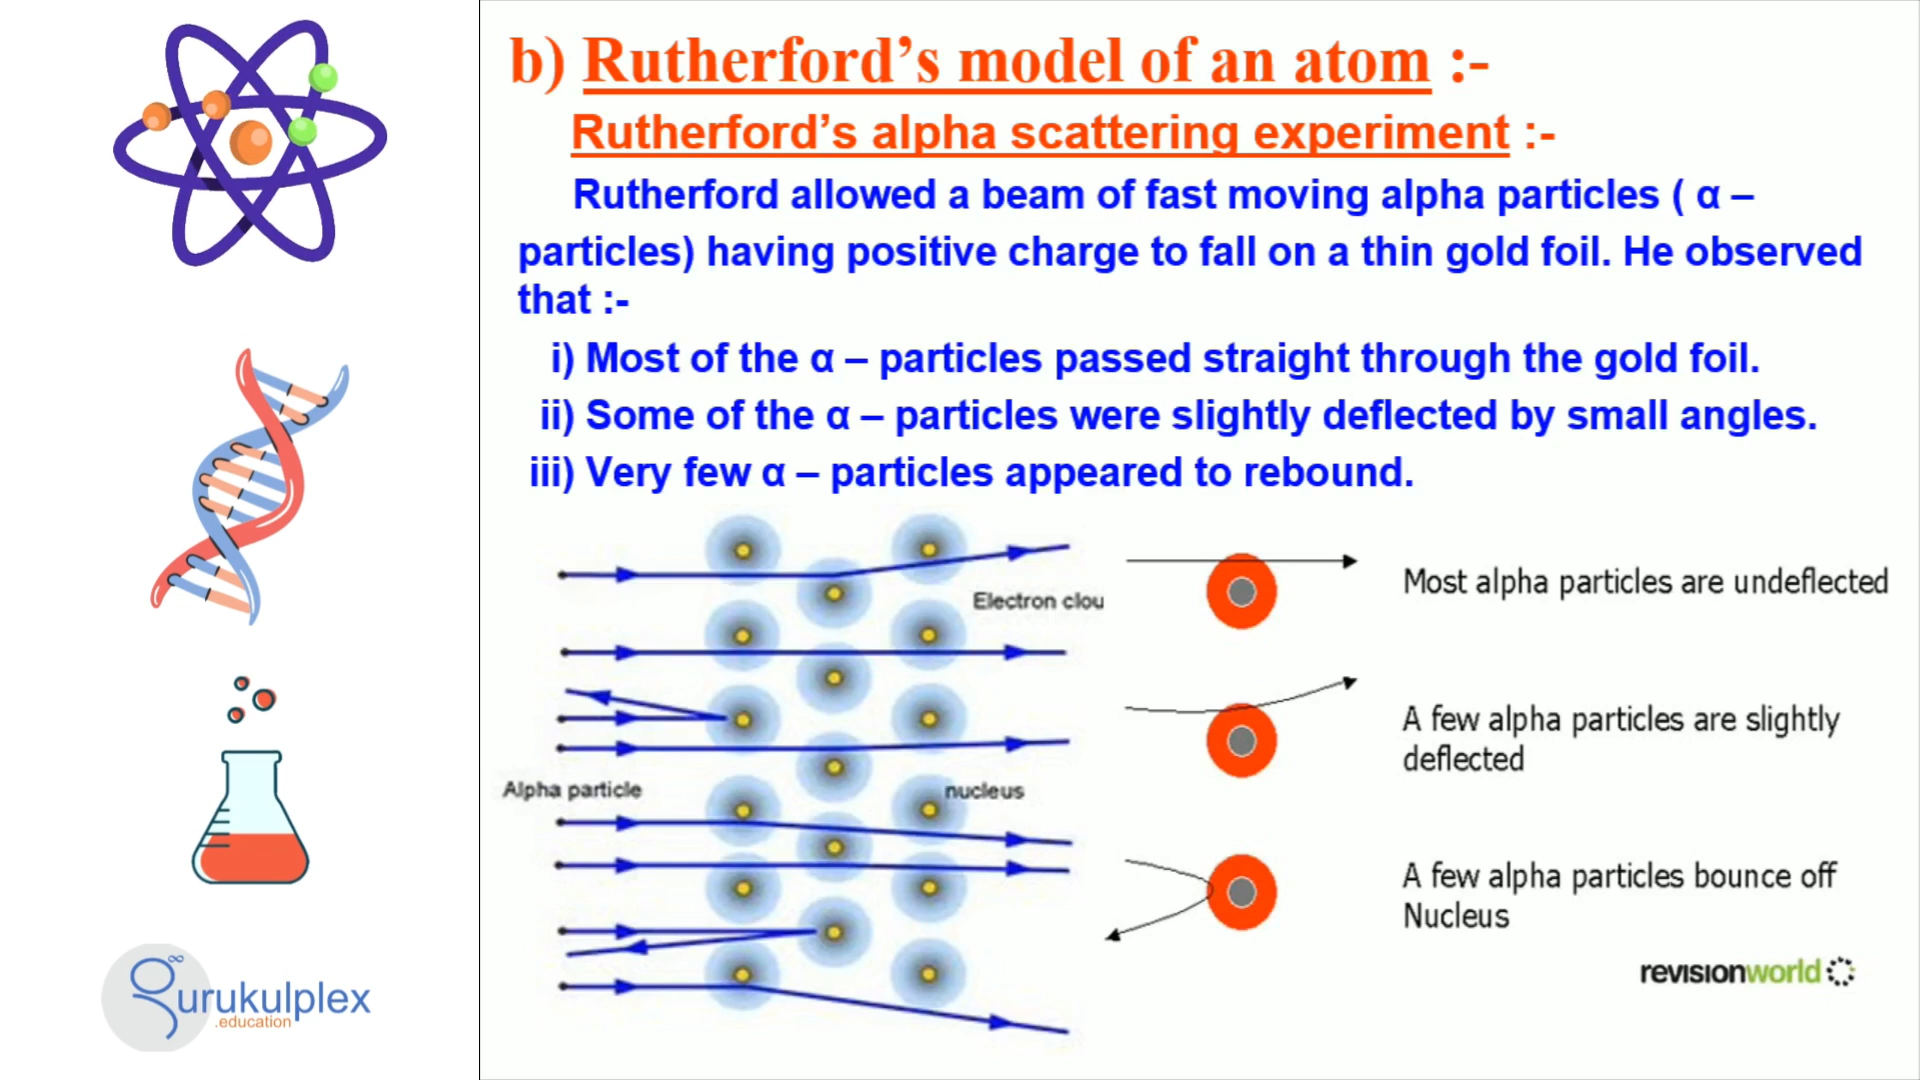 b) Rutherford's model of an atom :-
Rutherford's alpha scattering experiment :-
Rutherford allowed a beam of fast moving alpha particles ( α –
particles) having positive charge to fall on a thin gold foil. He observed
that :-
i) Most of the α – particles passed straight through the gold foil.
ii) Some of the α – particles were slightly deflected by small angles.
iii) Very few α – particles appeared to rebound.
Electron clou
Alpha particle
nucleus
Most alpha particles are undeflected
A few alpha particles are slightly
deflected
A few alpha particles bounce off
Nucleus
revisionworld
gurukulplex
.education